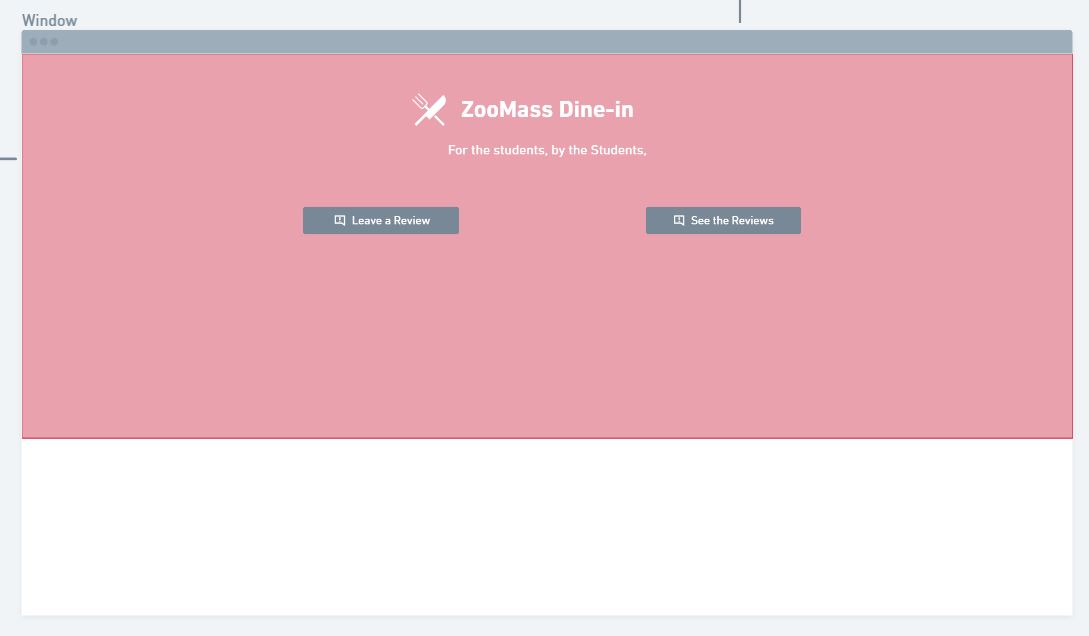 Window
ZooMass Dine-in
For the students, by the Students,
Leave a Review
See the Reviews